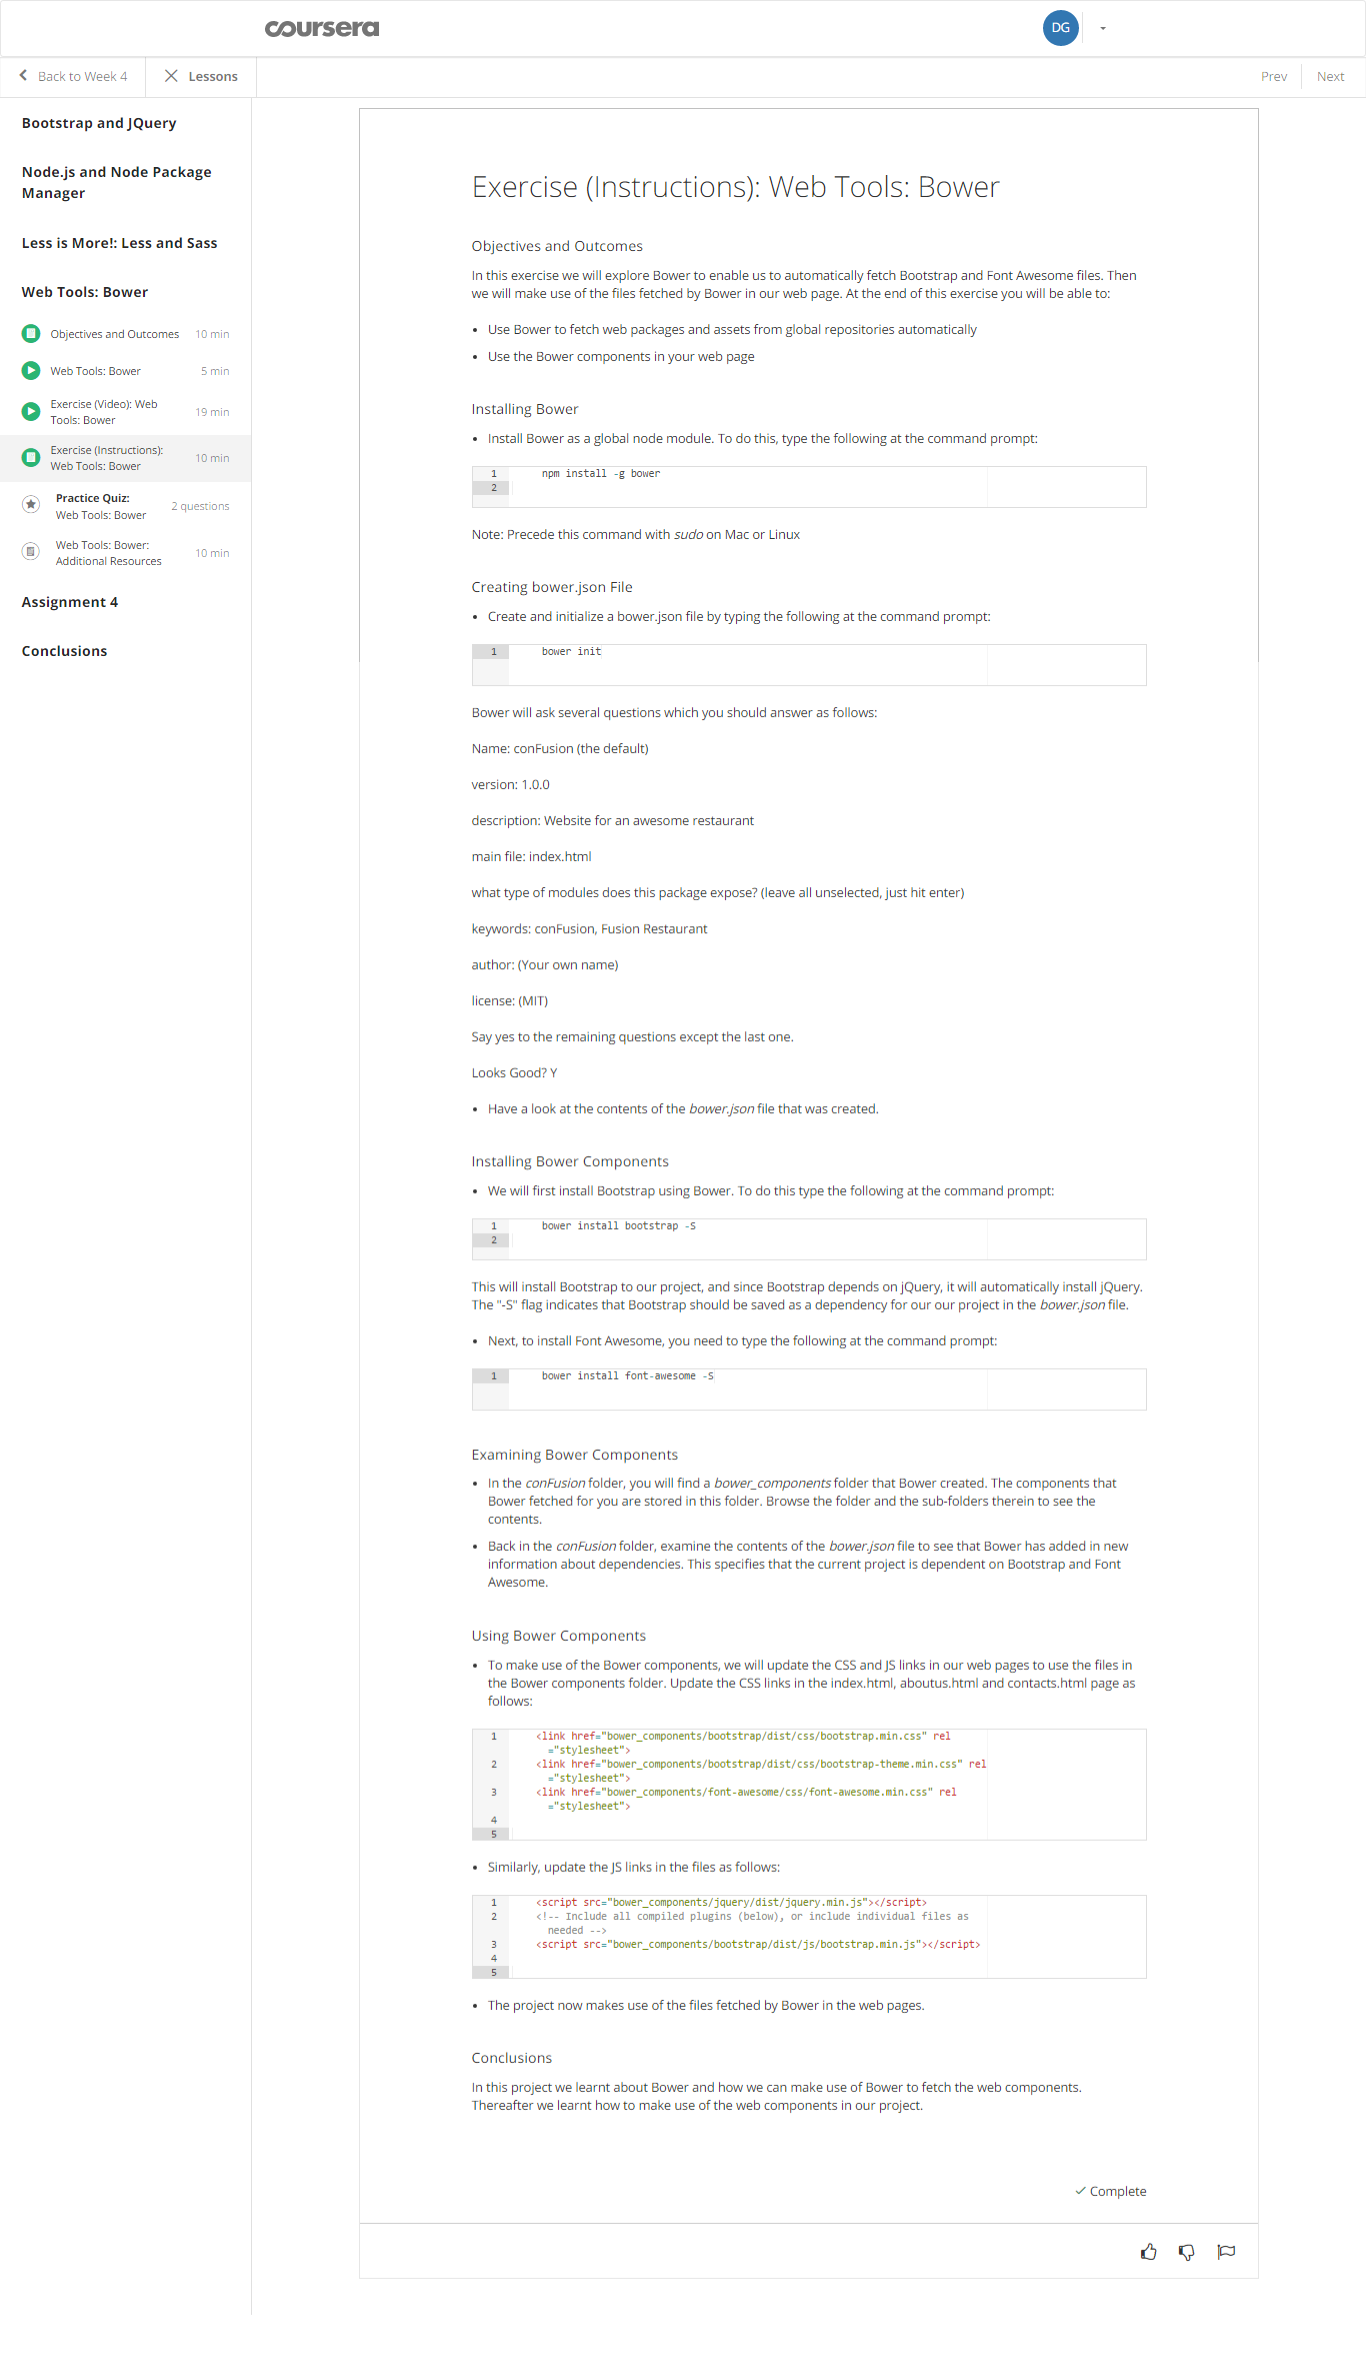 coursera
DG
Back to Week 4
Lessons
Prev
Next
Bootstrap and JQuery
Node.js and Node Package
Manager
Less is More!: Less and Sass
Web Tools: Bower
Objectives and Outcomes 10 min
Web Tools: Bower 5 min
Exercise (Video): Web
Tools: Bower
19 min
Exercise (Instructions):
Web Tools: Bower
10 min
Practice Quiz:
Web Tools: Bower
2 questions
Web Tools: Bower:
Additional Resources
10 min
Assignment 4
Conclusions
Exercise (Instructions): Web Tools: Bower
Objectives and Outcomes
In this exercise we will explore Bower to enable us to automatically fetch Bootstrap and Font Awesome files. Then
we will make use of the files fetched by Bower in our web page. At the end of this exercise you will be able to:
• Use Bower to fetch web packages and assets from global repositories automatically
• Use the Bower components in your web page
Installing Bower
• Install Bower as a global node module. To do this, type the following at the command prompt:
1 npm install -g bower
2
Note: Precede this command with sudo on Mac or Linux
Creating bower.json File
• Create and initialize a bower.json file by typing the following at the command prompt:
1 bower init
Bower will ask several questions which you should answer as follows:
Name: conFusion (the default)
version: 1.0.0
description: Website for an awesome restaurant
main file: index.html
what type of modules does this package expose? (leave all unselected, just hit enter)
keywords: conFusion, Fusion Restaurant
author: (Your own name)
license: (MIT)
Say yes to the remaining questions except the last one.
Looks Good? Y
• Have a look at the contents of the bower.json file that was created.
Installing Bower Components
• We will first install Bootstrap using Bower. To do this type the following at the command prompt:
1 bower install bootstrap -S
2
This will install Bootstrap to our project, and since Bootstrap depends on jQuery, it will automatically install jQuery.
The "-S" flag indicates that Bootstrap should be saved as a dependency for our our project in the bower.json file.
• Next, to install Font Awesome, you need to type the following at the command prompt:
1 bower install font-awesome -S
Examining Bower Components
• In the conFusion folder, you will find a bower_components folder that Bower created. The components that
Bower fetched for you are stored in this folder. Browse the folder and the sub-folders therein to see the
contents.
• Back in the conFusion folder, examine the contents of the bower.json file to see that Bower has added in new
information about dependencies. This specifies that the current project is dependent on Bootstrap and Font
Awesome.
Using Bower Components
• To make use of the Bower components, we will update the CSS and JS links in our web pages to use the files in
the Bower components folder. Update the CSS links in the index.html, aboutus.html and contacts.html page as
follows:
1 <link href="bower_components/bootstrap/dist/css/bootstrap.min.css" rel
="stylesheet">
2 <link href="bower_components/bootstrap/dist/css/bootstrap-theme.min.css" rel
="stylesheet">
3 <link href="bower_components/font-awesome/css/font-awesome.min.css" rel
="stylesheet">
4
5
• Similarly, update the JS links in the files as follows:
1 <script src="bower_components/jquery/dist/jquery.min.js"></script>
2 <!-- Include all compiled plugins (below), or include individual files as
needed -->
3 <script src="bower_components/bootstrap/dist/js/bootstrap.min.js"></script>
4
5
• The project now makes use of the files fetched by Bower in the web pages.
Conclusions
In this project we learnt about Bower and how we can make use of Bower to fetch the web components.
Thereafter we learnt how to make use of the web components in our project.
Complete